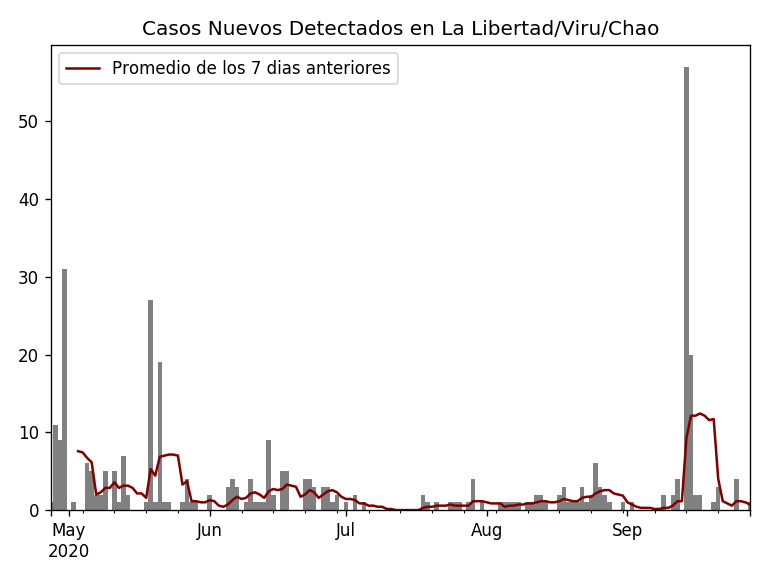 Casos Nuevos Detectados en La Libertad/Viru/Chao
Promedio de los 7 dias anteriores
50
40
30
20
10
0
May Jun Jul Aug Sep
2020